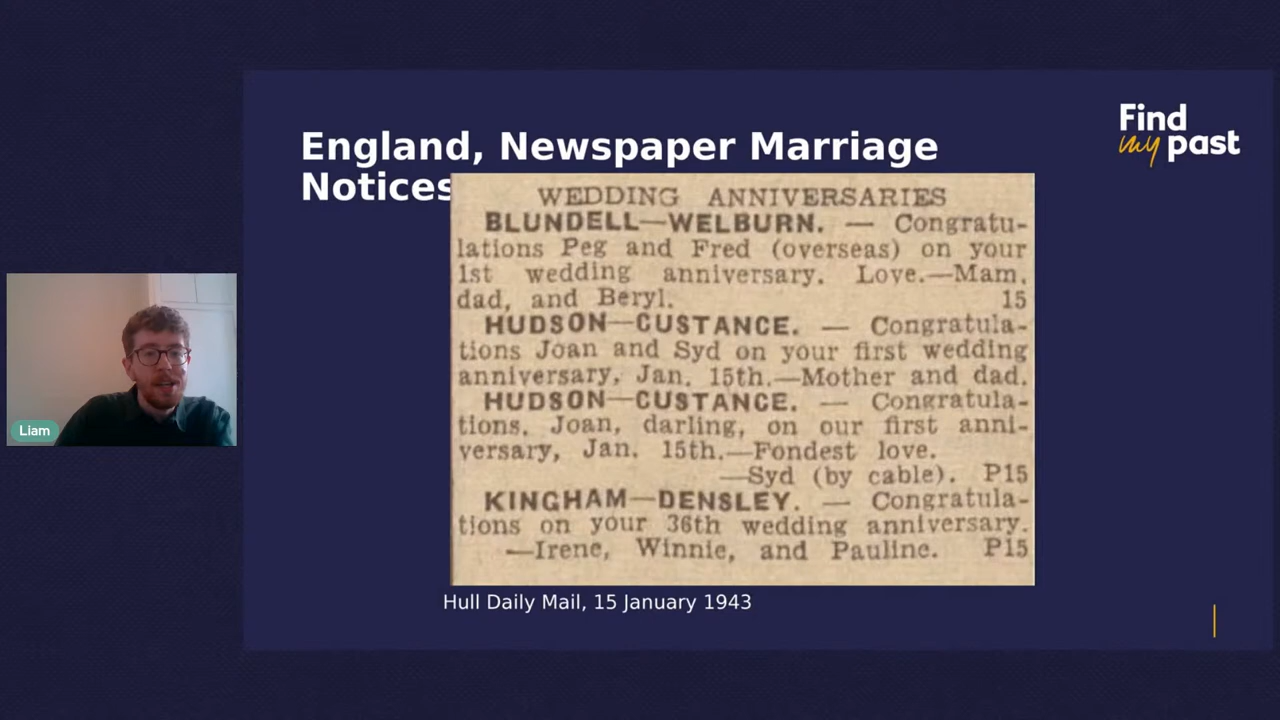 England, Newspaper Marriage
Notices
Find
my past
WEDDING ANNIVERSARIES
BLUNDELL—WELBURN. — Congratu-
lations Peg and Fred (overseas) on your
1st wedding anniversary. Love.—Mam,
dad, and Beryl. 15
HUDSON—CUSTANCE. — Congratula-
tions Joan and Syd on your first wedding
anniversary, Jan. 15th.—Mother and dad.
HUDSON—CUSTANCE. — Congratula-
tions, Joan, darling, on our first anni-
versary, Jan. 15th.—Fondest love.
—Syd (by cable). P15
KINGHAM—DENSLEY. — Congratula-
tions on your 36th wedding anniversary.
—Irene, Winnie, and Pauline. P15
Hull Daily Mail, 15 January 1943
Liam